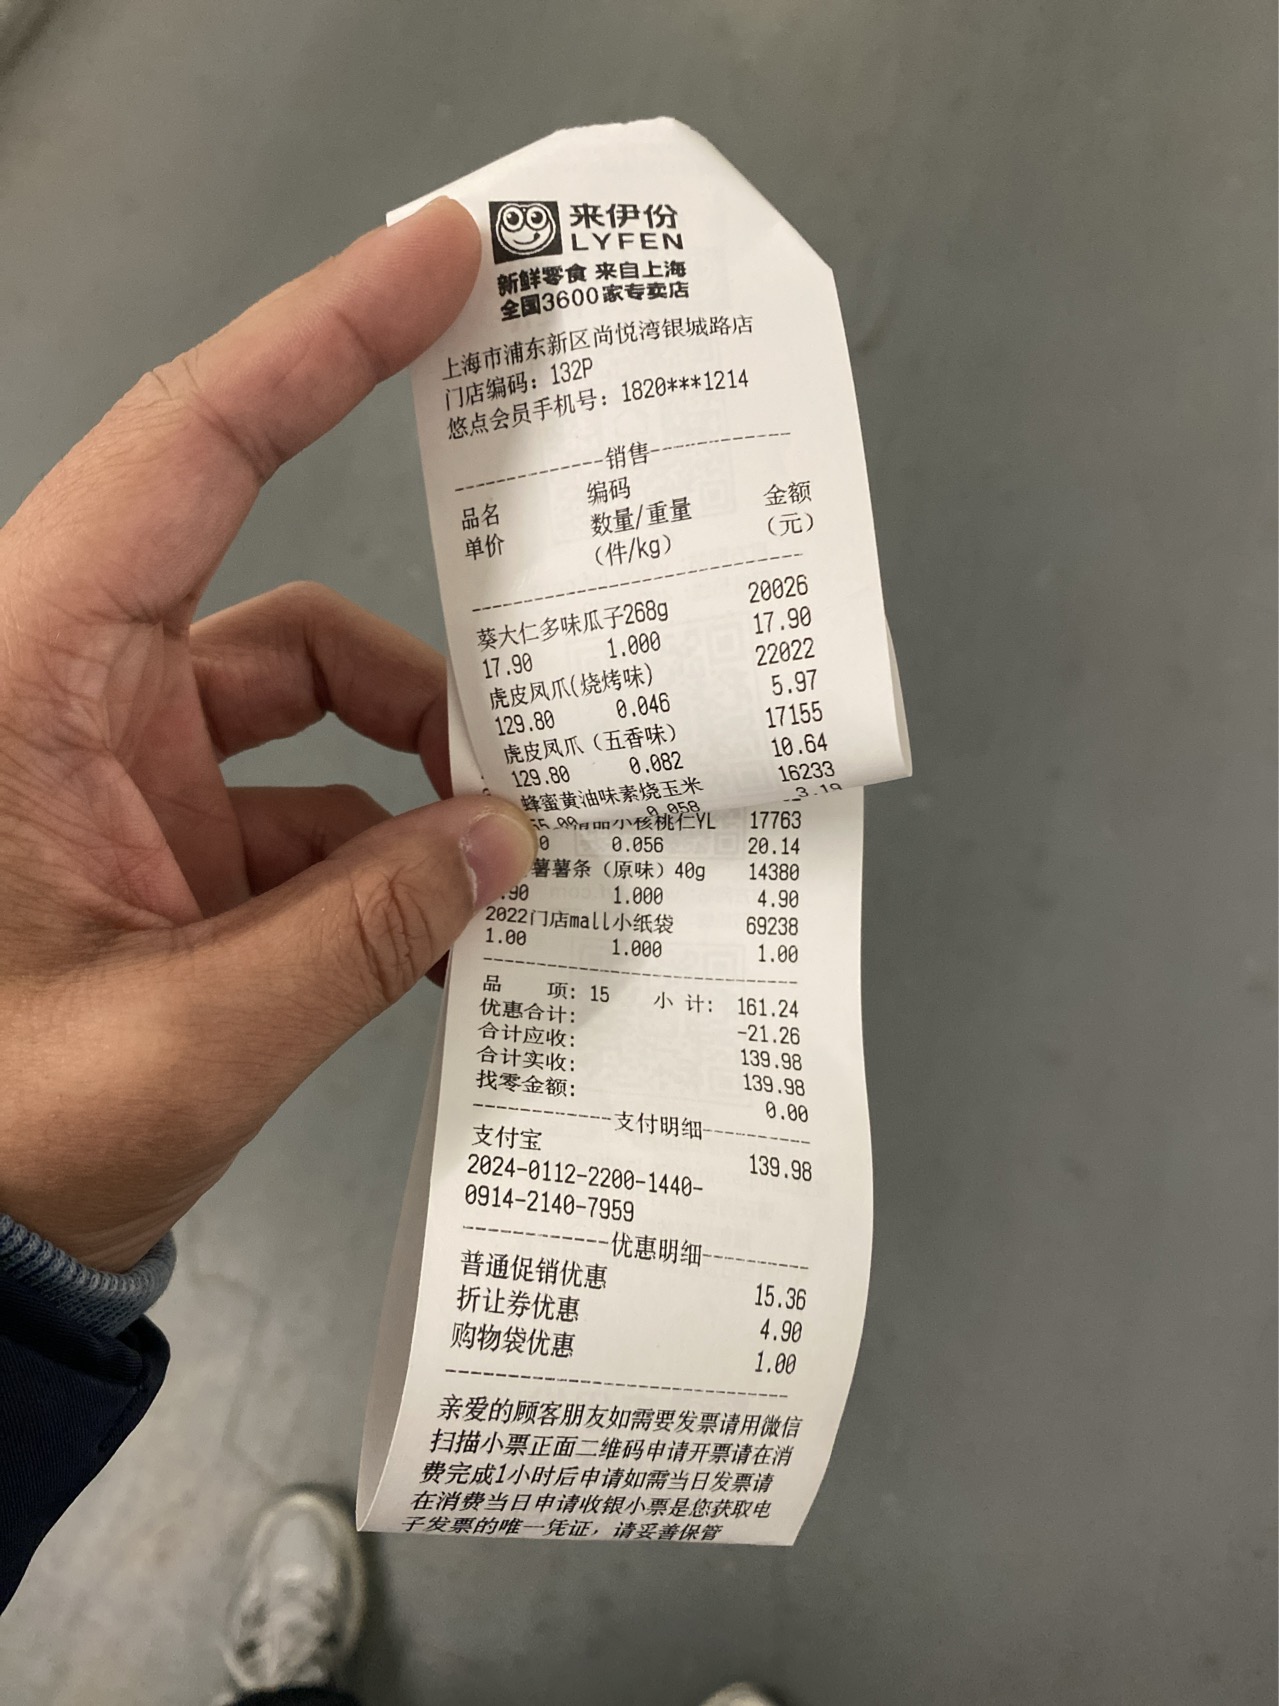 来伊份
LYFEN
新鲜零食 来自上海
全国3600家专卖店
上海市浦东新区尚悦湾银城路店
门店编码: 132P
悠点会员手机号: 1820***1214
销售
编码
品名 数量/重量 金额
单价 (件/kg) (元)
葵大仁多味瓜子268g 20026
17.90 1.000 17.90
虎皮凤爪(烧烤味) 22022
129.80 0.046 5.97
虎皮凤爪(五香味) 17155
129.80 0.082 10.64
蜂蜜黄油味素烧玉米 16233
0.058 3.19
小核桃仁YL 17763
0.056 20.14
薯薯条(原味)40g 14380
.90 1.000 4.90
2022门店mall小纸袋 69238
1.00 1.000 1.00
品 项: 15 小 计: 161.24
优惠合计: -21.26
合计应收: 139.98
合计实收: 139.98
找零金额: 0.00
支付明细
支付宝 139.98
2024-0112-2200-1440-
0914-2140-7959
优惠明细
普通促销优惠 15.36
折让券优惠 4.90
购物袋优惠 1.00
亲爱的顾客朋友如需要发票请用微信
扫描小票正面二维码申请开票请在消
费完成1小时后申请如需当日发票请
在消费当日申请收银小票是您获取电
子发票的唯一凭证, 请妥善保管